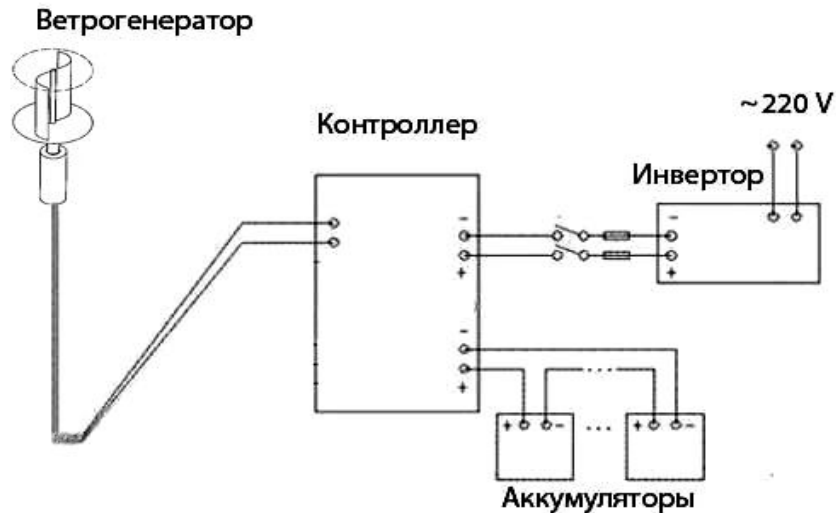 Ветрогенератор
~220 V
Контроллер
Инвертор
- -
+ +
-
+
+ - ... + -
Аккумуляторы